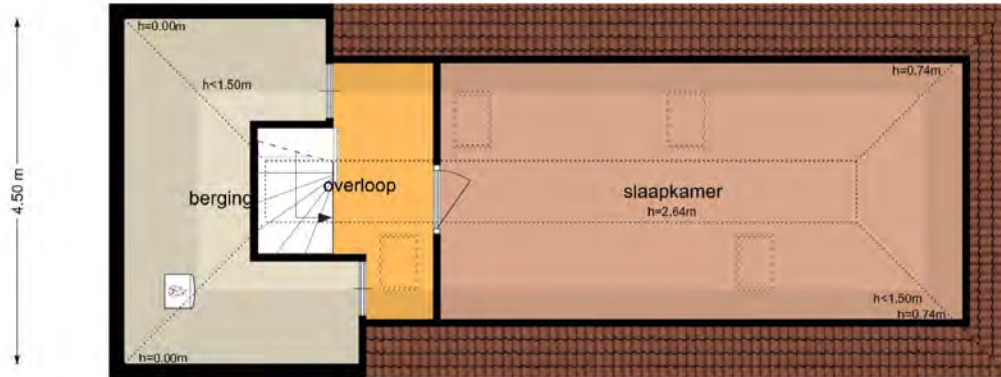 h=0.00m
h<1.50m
h=0.74m
4.50 m
berging
overloop
slaapkamer
h=2.64m
h<1.50m
h=0.74m
h=0.00m